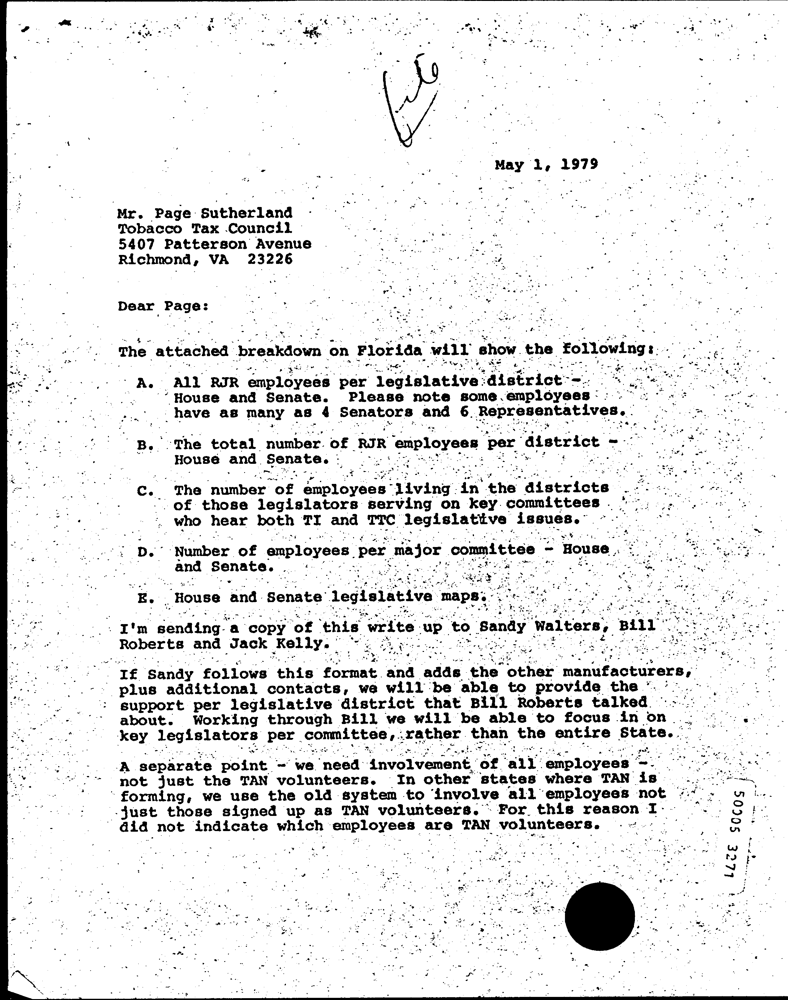 File
May 1, 1979
Mr. Page Sutherland
Tobacco Tax Council
5407 Patterson Avenue
Richmond, VA 23226
Dear Page:
The attached breakdown on Florida will show the following:
A. All RJR employees per legislative district -
House and Senate. Please note some employees
have as many as 4 Senators and 6 Representatives.
B. The total number of RJR employees per district -
House and Senate.
C. The number of employees living in the districts
of those legislators serving on key committees
who hear both TI and TTC legislative issues.
D. Number of employees per major committee - House
and Senate.
E. House and Senate legislative maps.
I'm sending a copy of this write up to Sandy Walters, Bill
Roberts and Jack Kelly.
If Sandy follows this format and adds the other manufacturers,
plus additional contacts, we will be able to provide the
support per legislative district that Bill Roberts talked
about. Working through Bill we will be able to focus in on
key legislators per committee, rather than the entire State.
A separate point - we need involvement of all employees -
not just the TAN volunteers. In other states where TAN is
forming, we use the old system to involve all employees not
just those signed up as TAN volunteers. For this reason I
did not indicate which employees are TAN volunteers.
50305 3271